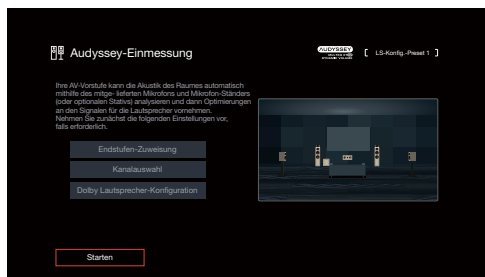 Audyssey-Einmessung
AUDYSSEY
LS-Konfig.-Preset 1
Ihre AV-Vorstufe kann die Akustik des Raumes automatisch
mithilfe des mitge- lieferten Mikrofons und Mikrofon-Ständers
(oder optionalen Stativs) analysieren und dann Optimierungen
an den Signalen für die Lautsprecher vornehmen.
Nehmen Sie zunächst die folgenden Einstellungen vor,
falls erforderlich.
Endstufen-Zuweisung
Kanalauswahl
Dolby Lautsprecher-Konfiguration
Starten